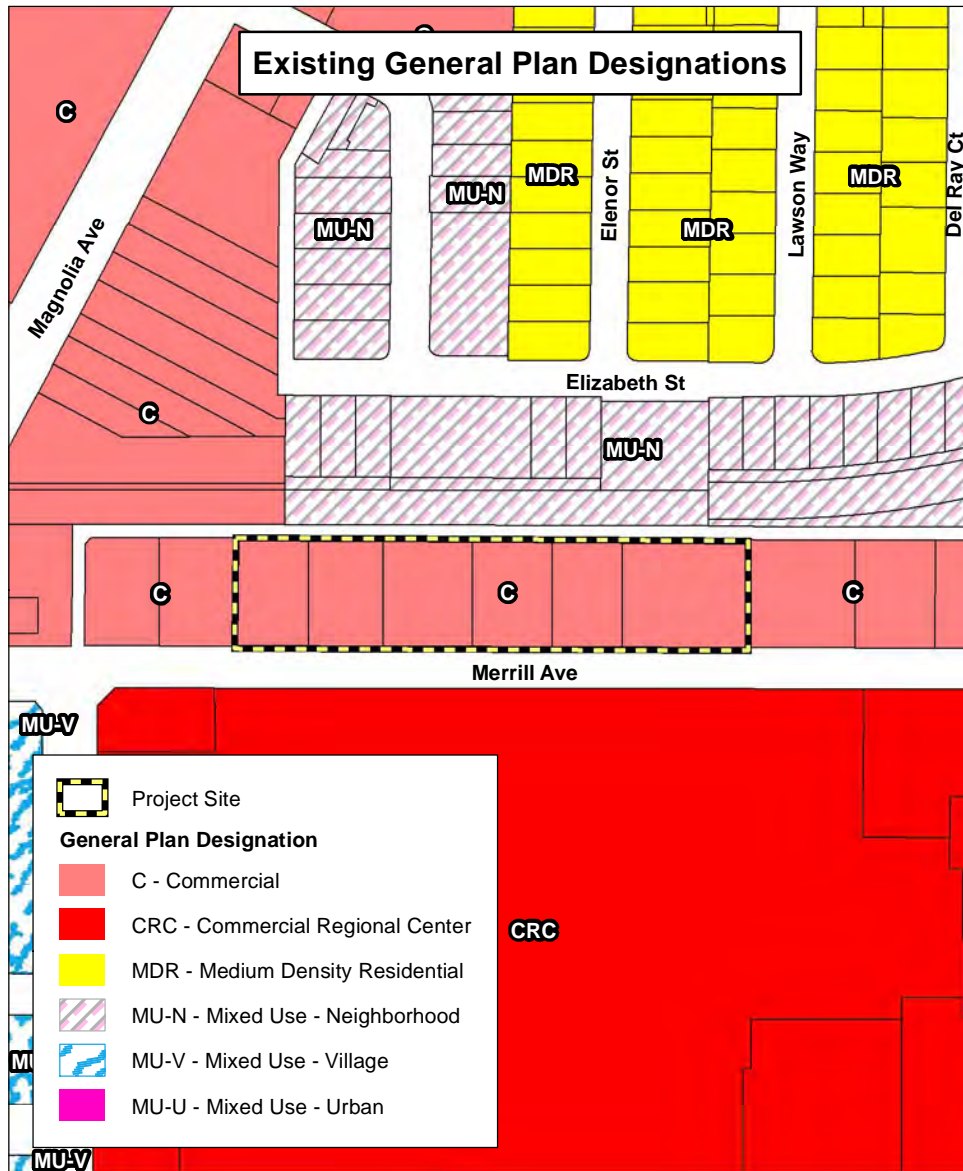 Existing General Plan Designations
C
C
MU-N
MU-N
MDR
MDR
MDR
Magnolia Ave
Elenor St
Lawson Way
Del Ray Ct
C
Elizabeth St
MU-N
C
C
C
Merrill Ave
MU-V
Project Site
General Plan Designation
C - Commercial
CRC - Commercial Regional Center
MDR - Medium Density Residential
MU-N - Mixed Use - Neighborhood
MU-V - Mixed Use - Village
MU-U - Mixed Use - Urban
CRC
MU-V